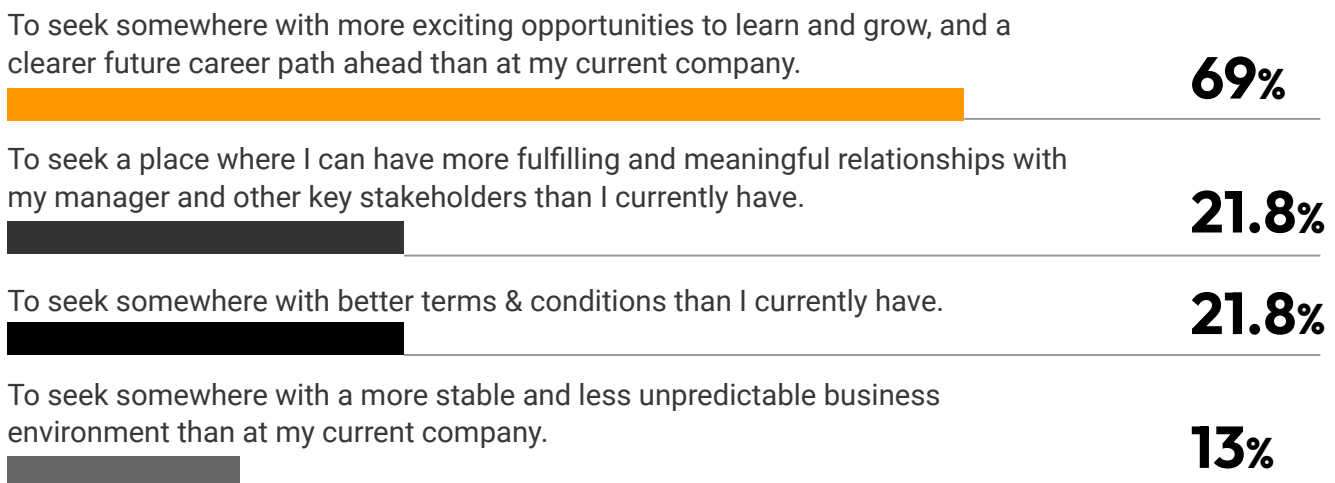 To seek somewhere with more exciting opportunities to learn and grow, and a
clearer future career path ahead than at my current company.
69%
To seek a place where I can have more fulfilling and meaningful relationships with
my manager and other key stakeholders than I currently have.
21.8%
To seek somewhere with better terms & conditions than I currently have.
21.8%
To seek somewhere with a more stable and less unpredictable business
environment than at my current company.
13%